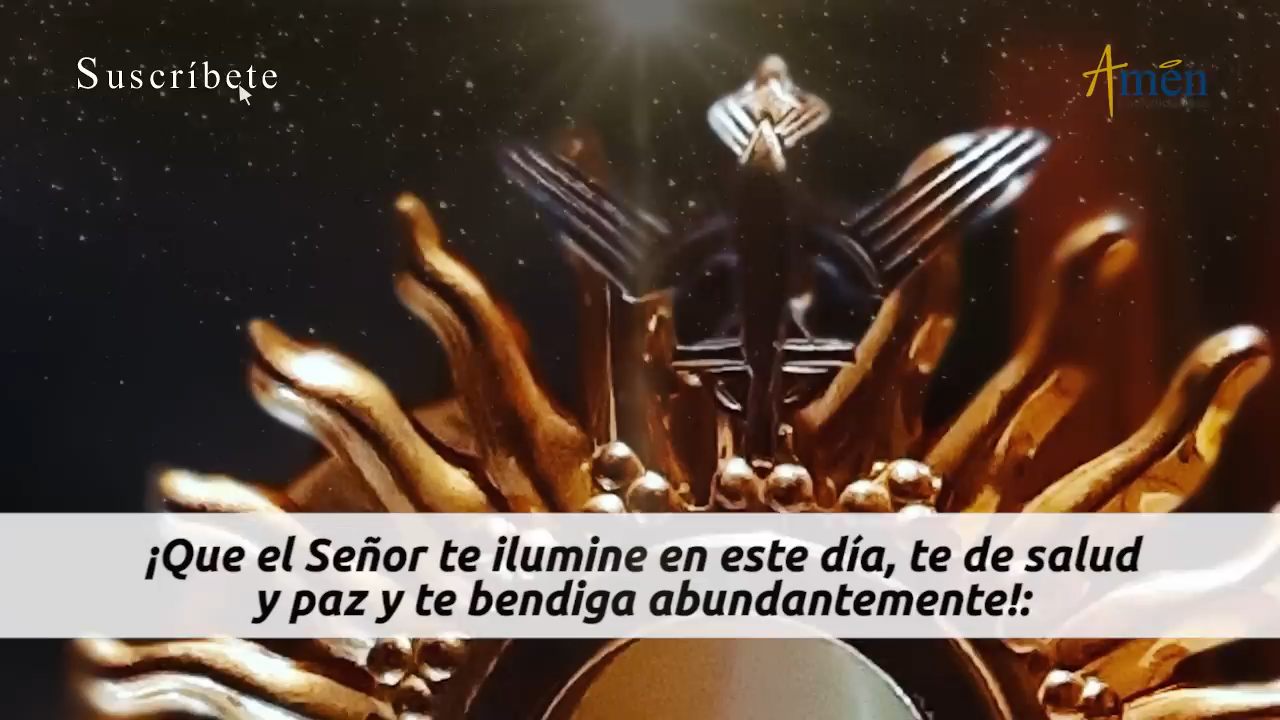 Suscríbete
Amén
¡Que el Señor te ilumine en este día, te de salud
y paz y te bendiga abundantemente!: